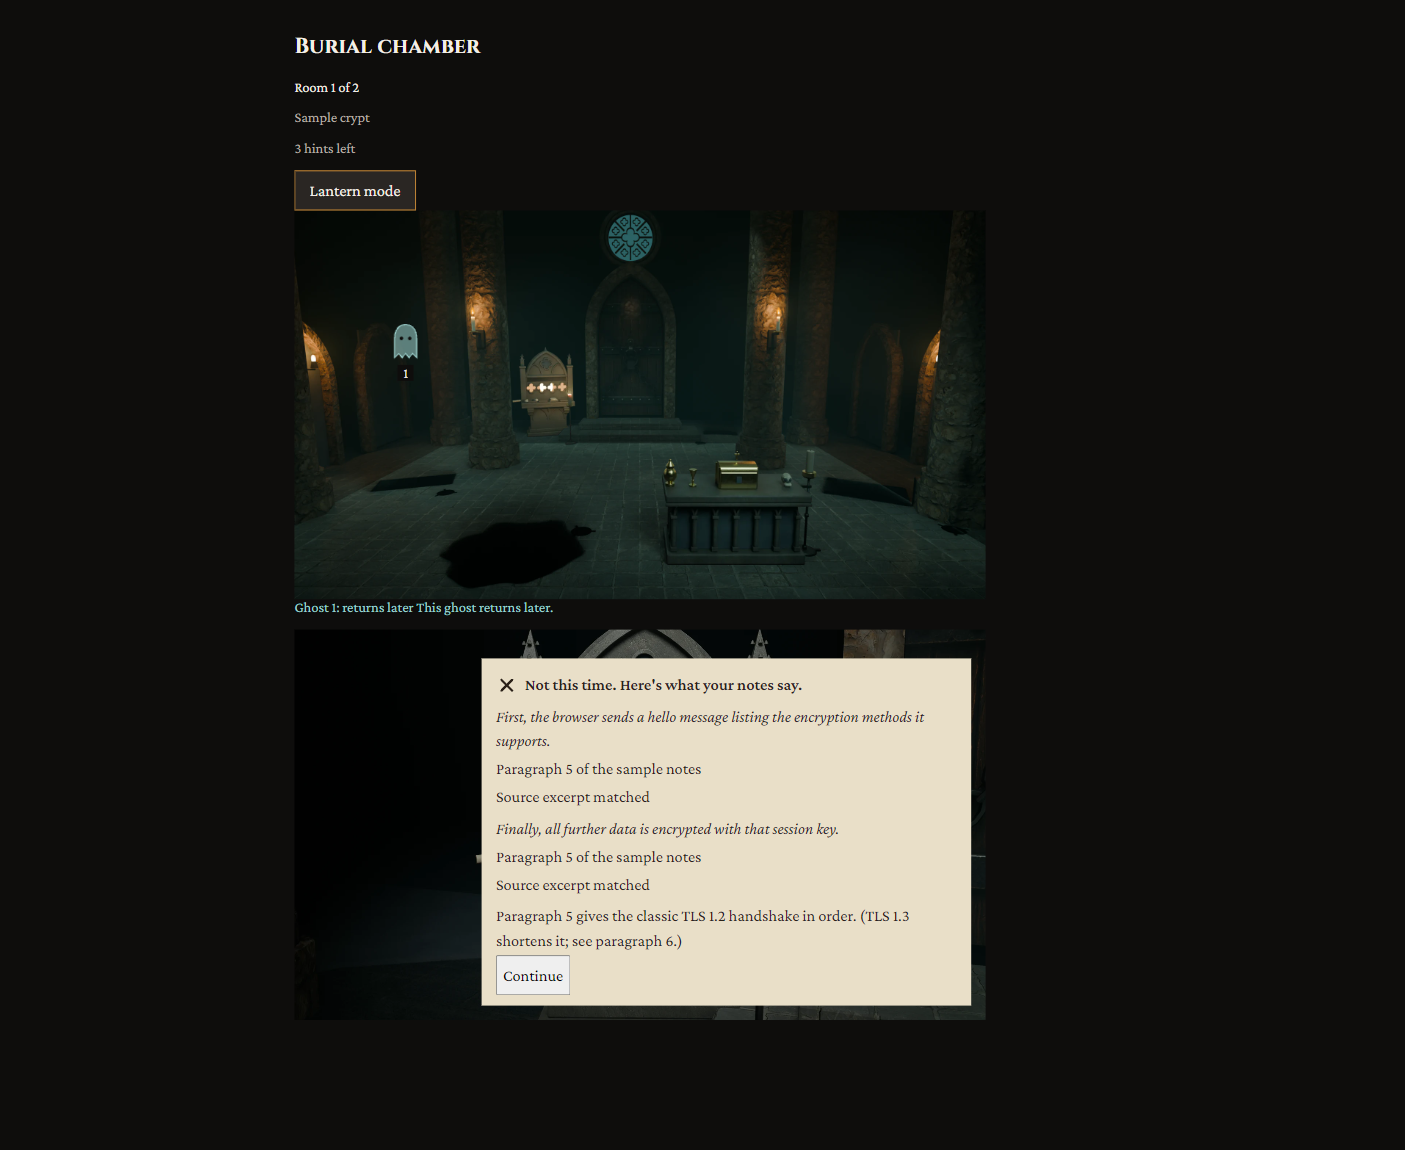 Burial chamber
Room 1 of 2
Sample crypt
3 hints left
Lantern mode
1
Ghost 1: returns later This ghost returns later.
Not this time. Here's what your notes say.
First, the browser sends a hello message listing the encryption methods it
supports.
Paragraph 5 of the sample notes
Source excerpt matched
Finally, all further data is encrypted with that session key.
Paragraph 5 of the sample notes
Source excerpt matched
Paragraph 5 gives the classic TLS 1.2 handshake in order. (TLS 1.3
shortens it; see paragraph 6.)
Continue